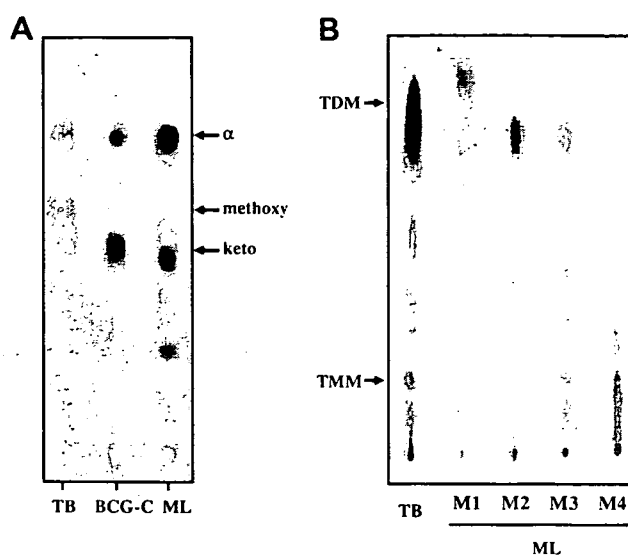 A
α
methoxy
keto
TB BCG-C ML
B
TDM
TMM
TB M1 M2 M3 M4
ML